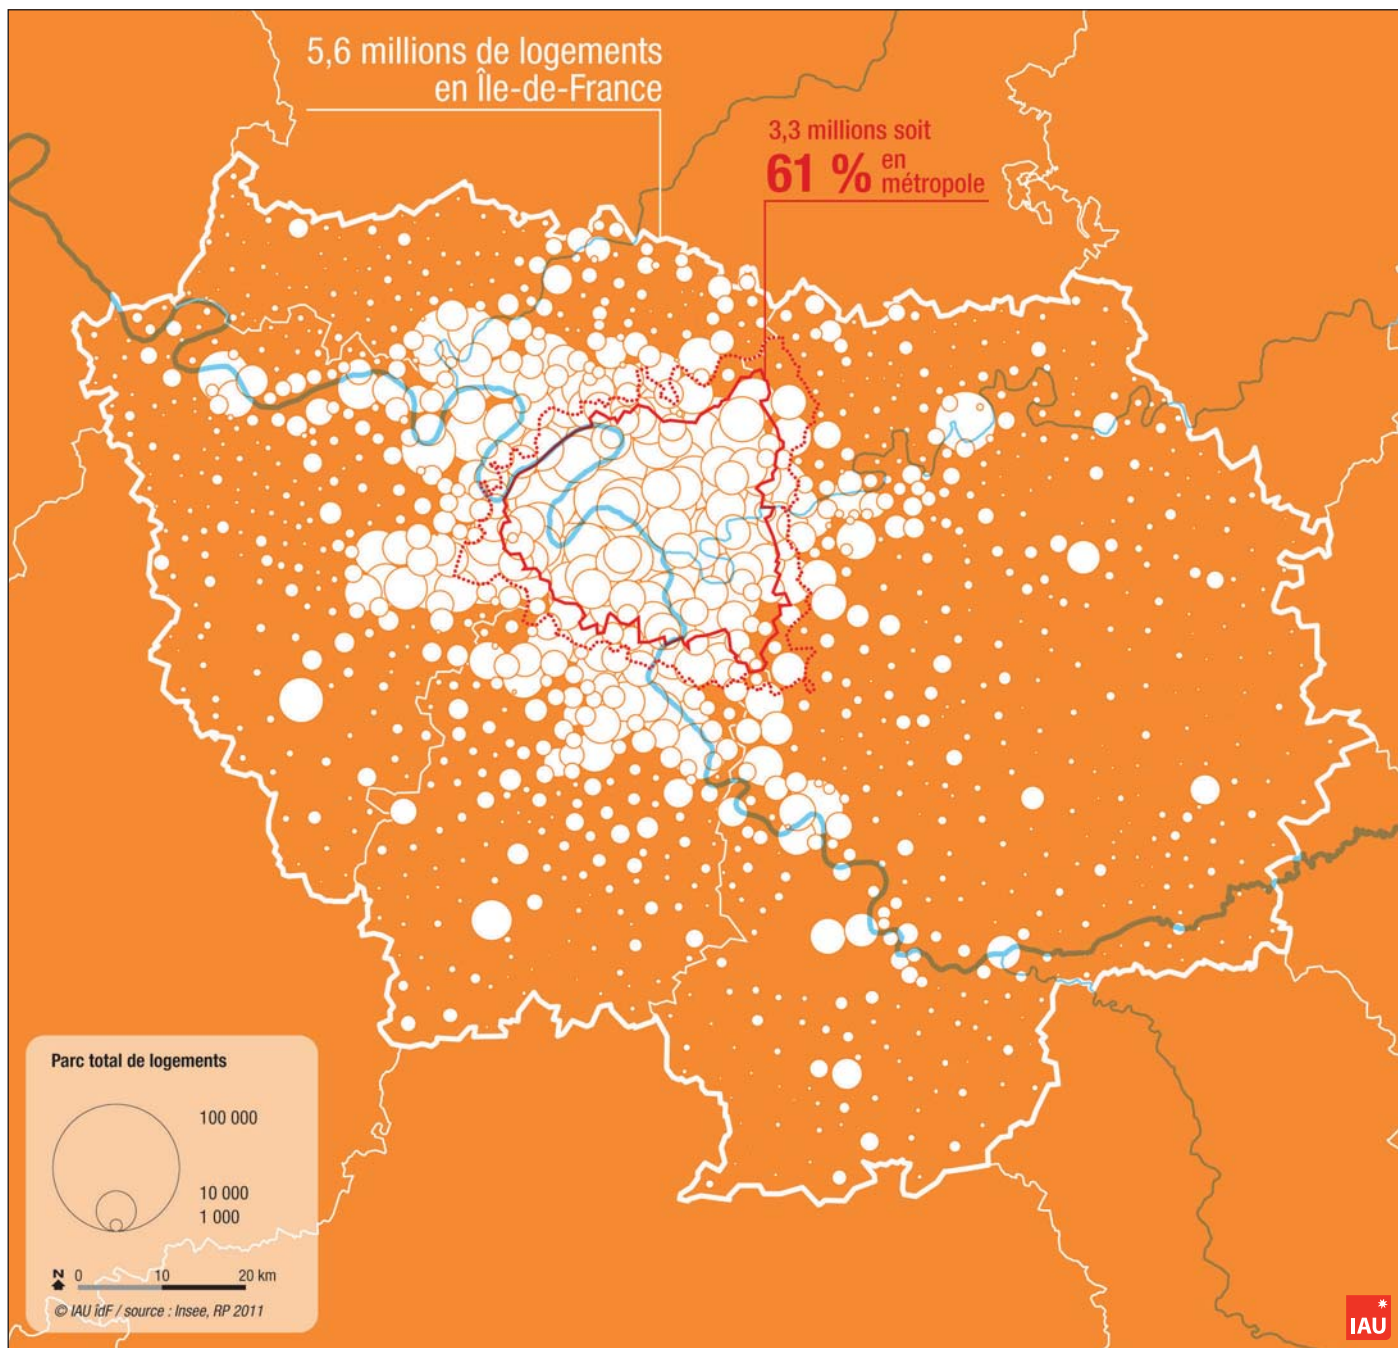 5,6 millions de logements
en Île-de-France
3,3 millions soit
61 % en
métropole
Parc total de logements
100 000
10 000
1 000
N 0 10 20 km
© IAU îdF / source : Insee, RP 2011
IAU